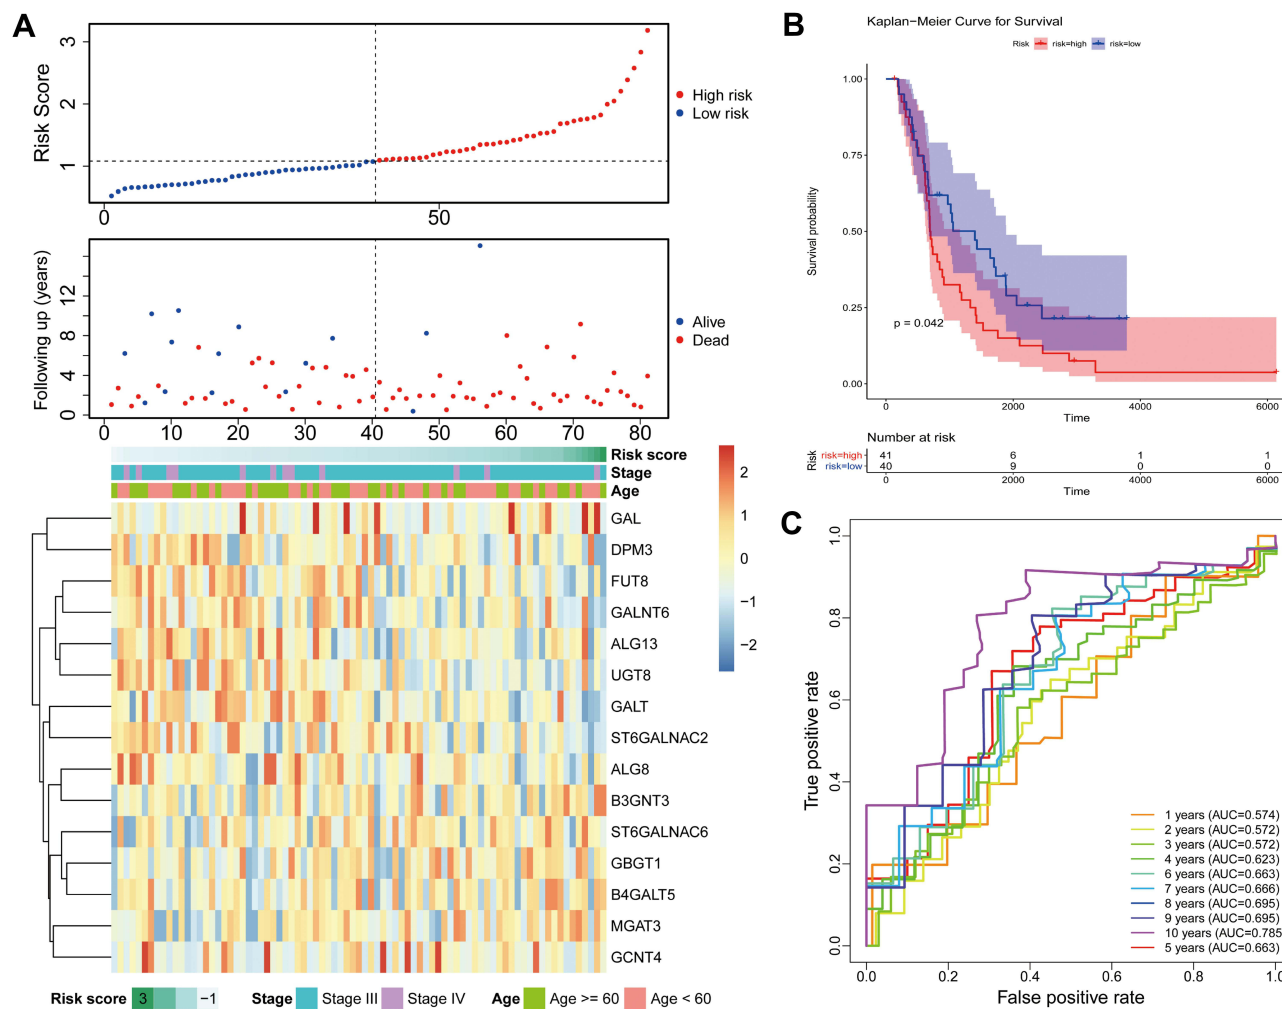 A
Risk Score
3
2
1
0
50
High risk
Low risk
Following up (years)
12
8
4
0
0
10
20
30
40
50
60
70
80
Alive
Dead
Risk score
Stage
Age
GAL
DPM3
FUT8
GALNT6
ALG13
UGT8
GALT
ST6GALNAC2
ALG8
B3GNT3
ST6GALNAC6
GBGT1
B4GALT5
MGAT3
GCNT4
2
1
0
−1
−2
Risk score 3 −1 Stage Stage III Stage IV Age Age >= 60 Age < 60
B
Kaplan−Meier Curve for Survival
Risk risk=high risk=low
Survival probability
1.00
0.75
0.50
0.25
0.00
p = 0.042
0 2000 4000 6000
Time
Number at risk
Risk
risk=high 41 6 1 1
risk=low 40 9 0 0
0 2000 4000 6000
Time
C
True positive rate
1.0
0.8
0.6
0.4
0.2
0.0
1 years (AUC=0.574)
2 years (AUC=0.572)
3 years (AUC=0.572)
4 years (AUC=0.623)
6 years (AUC=0.663)
7 years (AUC=0.666)
8 years (AUC=0.695)
9 years (AUC=0.695)
10 years (AUC=0.785
5 years (AUC=0.663)
0.0 0.2 0.4 0.6 0.8 1.0
False positive rate